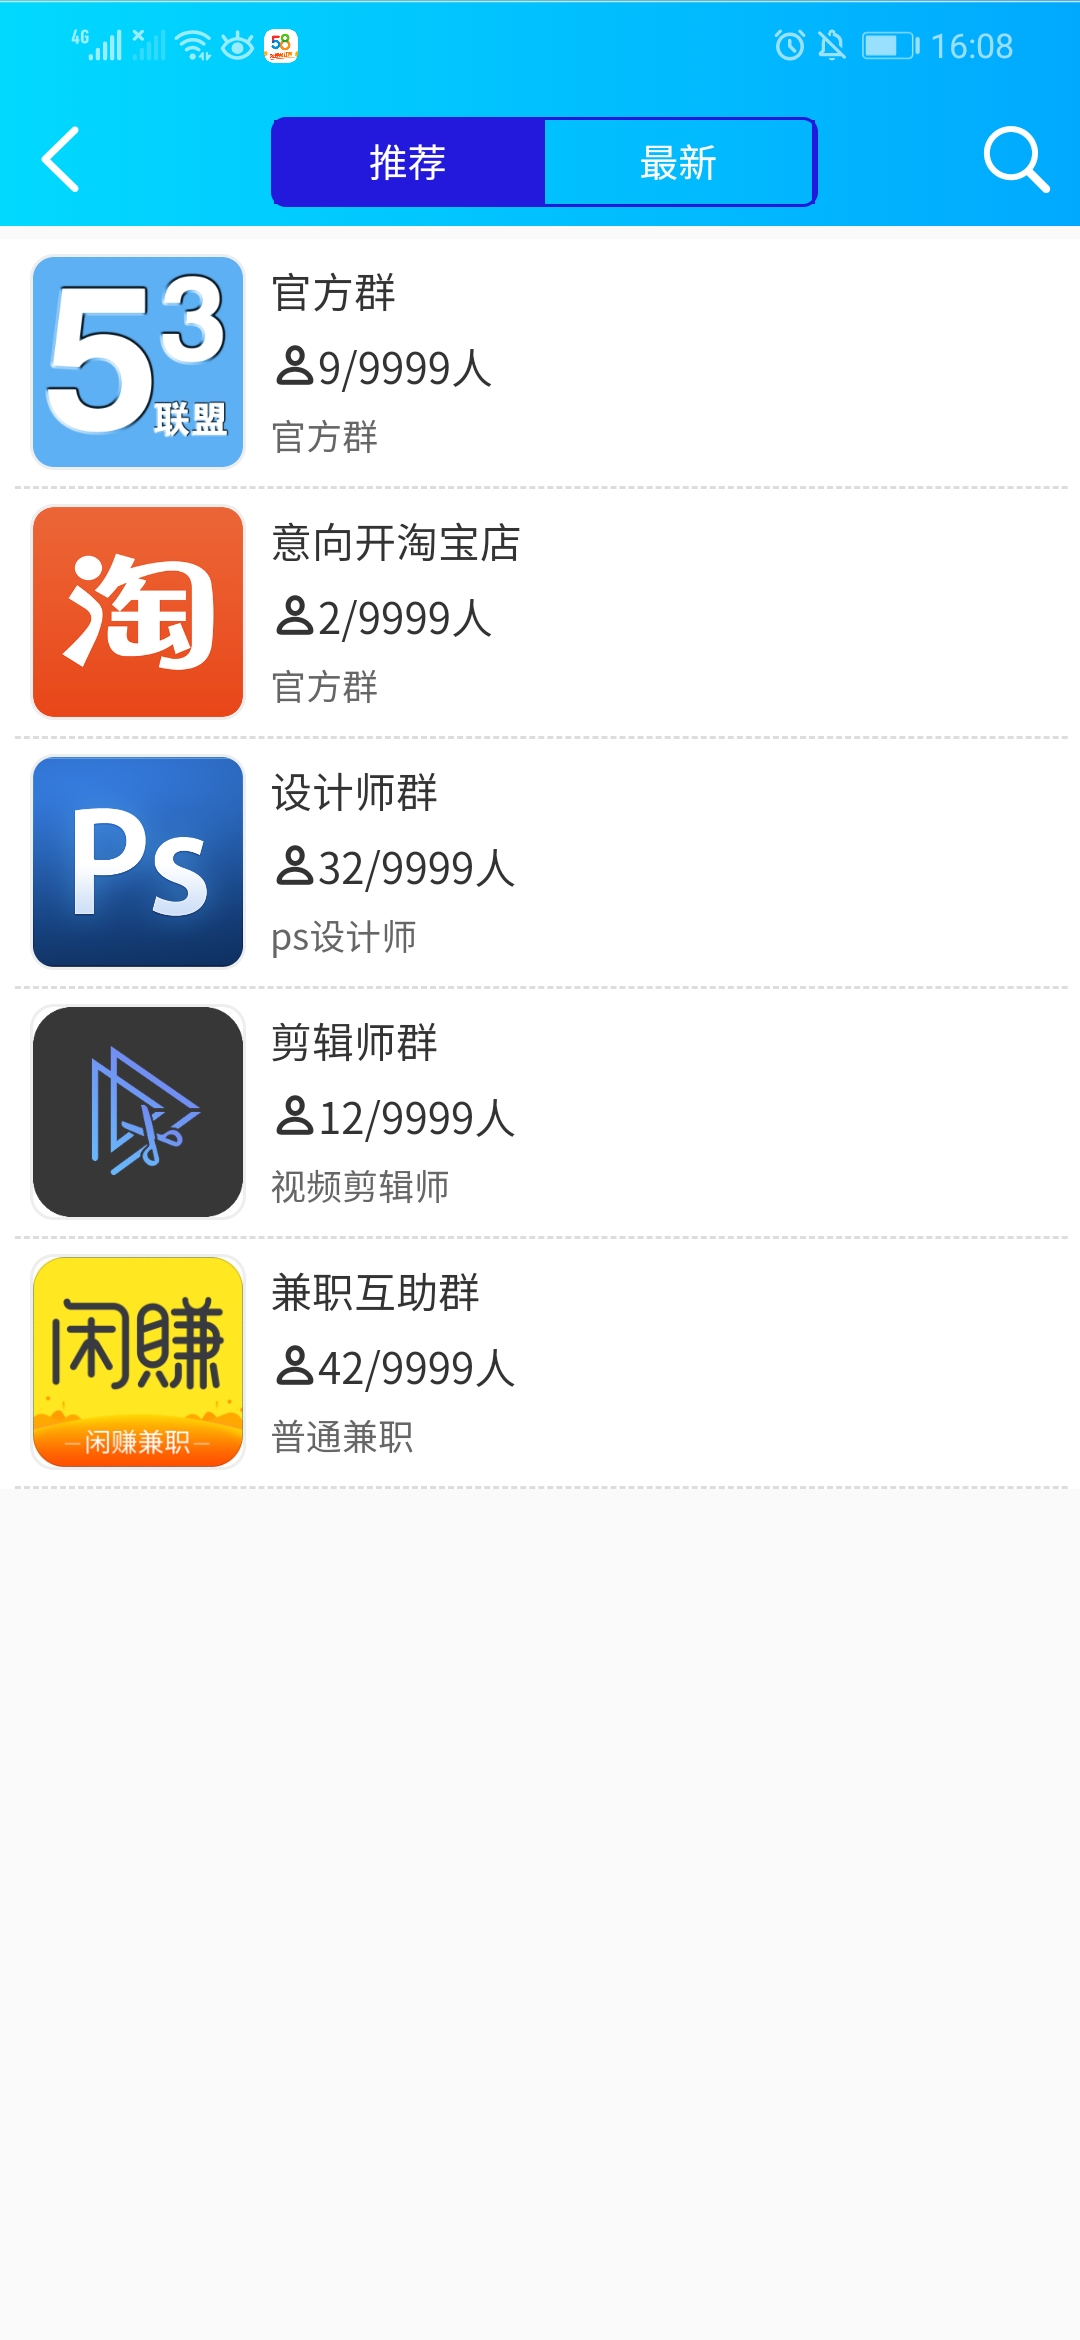 4G
58
16:08
推荐
最新
53
联盟
官方群
9/9999人
官方群
淘
意向开淘宝店
2/9999人
官方群
Ps
设计师群
32/9999人
ps设计师
剪辑师群
12/9999人
视频剪辑师
闲賺
闲赚兼职
兼职互助群
42/9999人
普通兼职